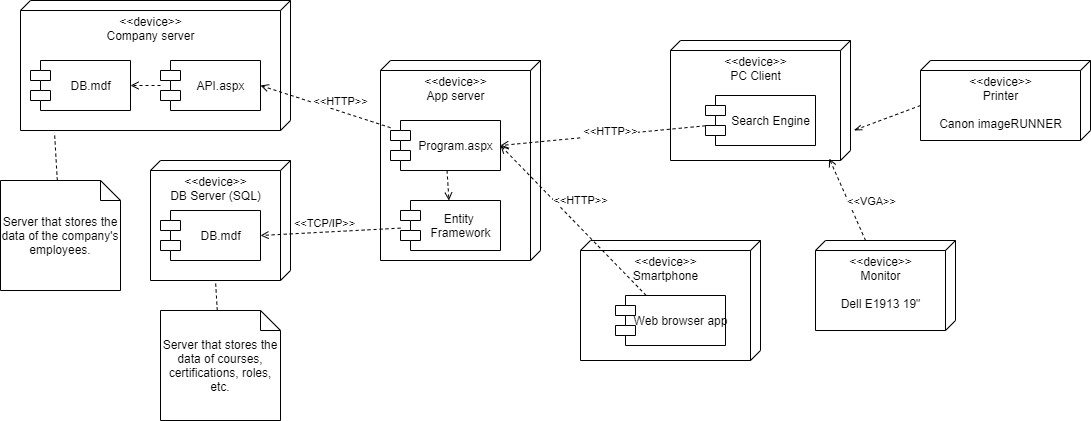 <<device>>
Company server
DB.mdf
API.aspx
<<HTTP>>
<<device>>
App server
Program.aspx
Entity
Framework
<<HTTP>>
<<device>>
PC Client
Search Engine
<<device>>
Printer
Canon imageRUNNER
Server that stores the
data of the company's
employees.
<<device>>
DB Server (SQL)
DB.mdf
<<TCP/IP>>
<<HTTP>>
<<VGA>>
<<device>>
Smartphone
Web browser app
<<device>>
Monitor
Dell E1913 19"
Server that stores the
data of courses,
certifications, roles,
etc.